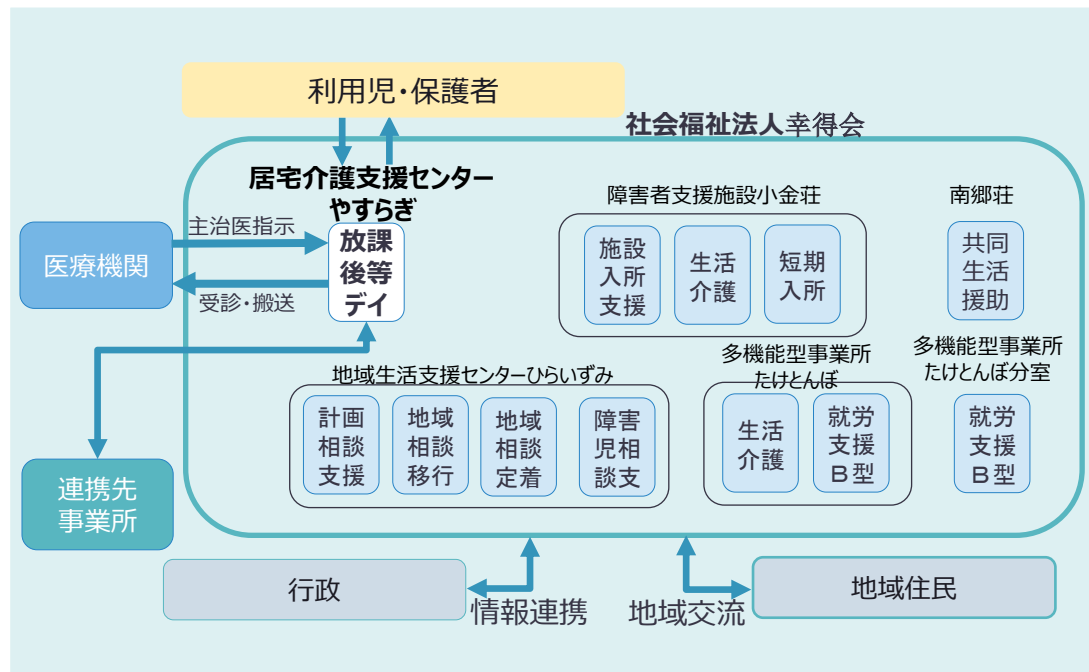 利用児・保護者
社会福祉法人幸得会
居宅介護支援センター
やすらぎ
放課
後等
デイ
主治医指示
医療機関
受診・搬送
障害者支援施設小金荘
施設
入所
支援
生活
介護
短期
入所
南郷荘
共同
生活
援助
地域生活支援センターひらいずみ
計画
相談
支援
地域
相談
移行
地域
相談
定着
障害
児相
談支
多機能型事業所
たけとんぼ
生活
介護
就労
支援
Ｂ型
多機能型事業所
たけとんぼ分室
就労
支援
Ｂ型
連携先
事業所
行政
情報連携
地域交流
地域住民